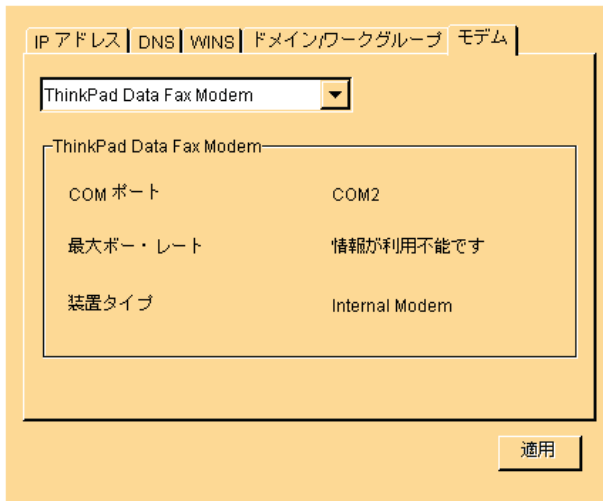 IP アドレス DNS WINS ドメイン/ワークグループ モデム
ThinkPad Data Fax Modem
ThinkPad Data Fax Modem
COM ポート COM2
最大ボー・レート 情報が利用不能です
装置タイプ Internal Modem
適用